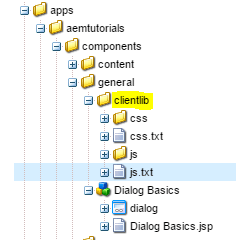 apps
aemtutorials
components
content
general
clientlib
css
css.txt
js
js.txt
Dialog Basics
dialog
Dialog Basics.jsp